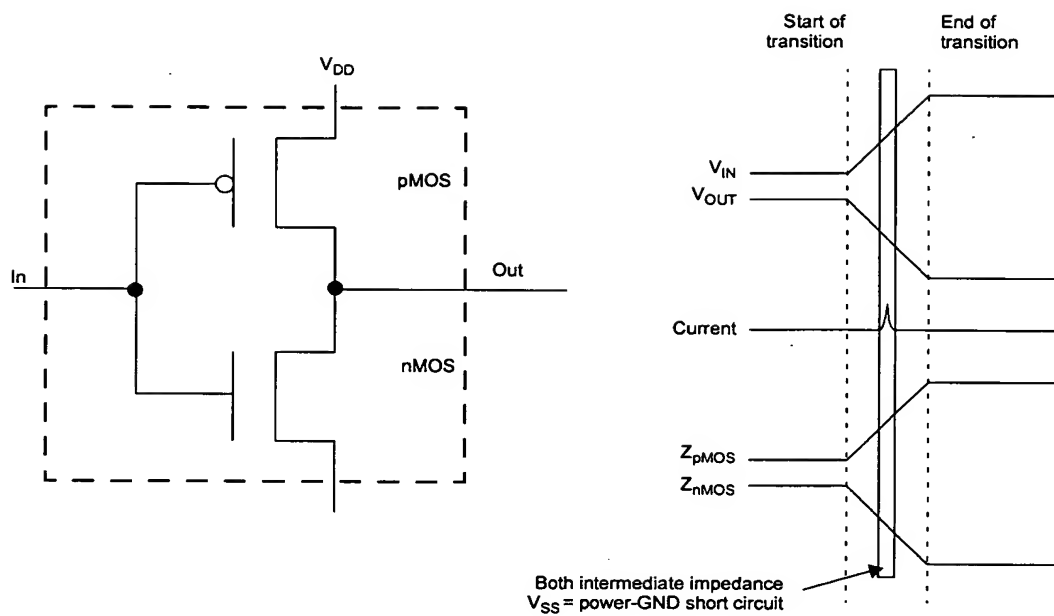 V_DD
pMOS
In
Out
nMOS
Start of
transition
End of
transition
V_IN
V_OUT
Current
Z_pMOS
Z_nMOS
Both intermediate impedance
V_SS = power-GND short circuit